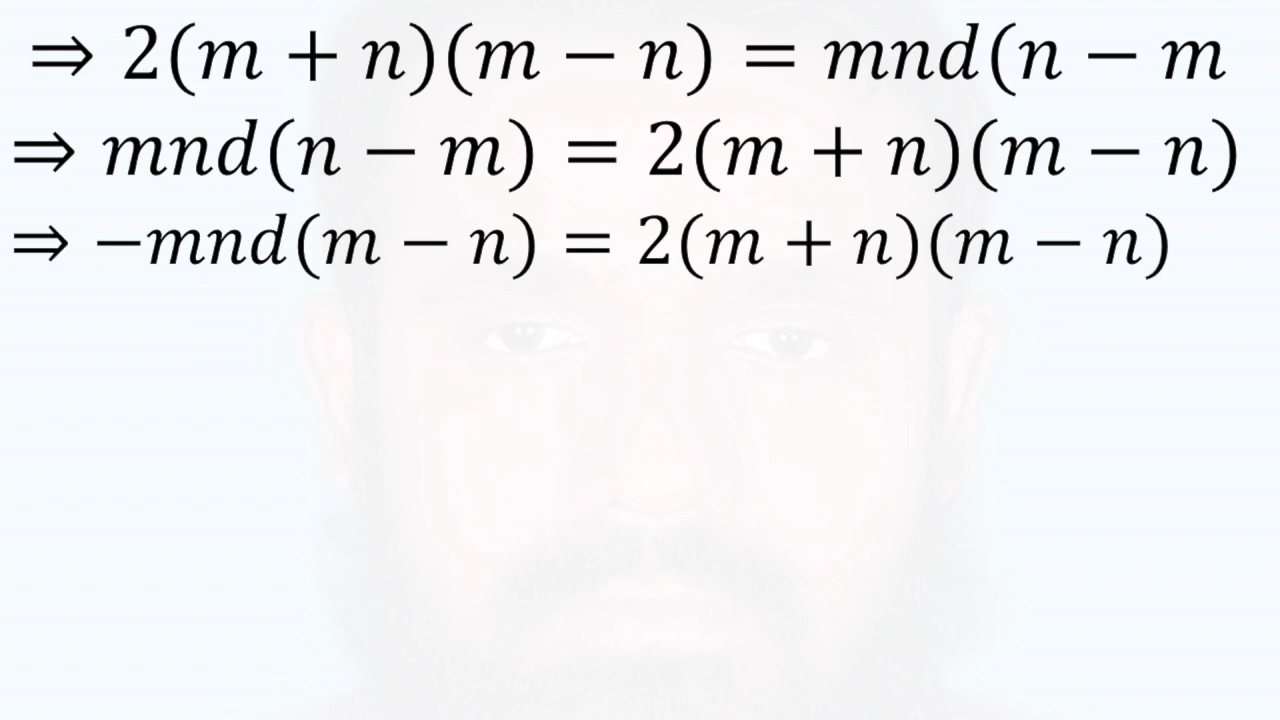 ⇒ 2(m + n)(m − n) = mnd(n − m
⇒ mnd(n − m) = 2(m + n)(m − n)
⇒ −mnd(m − n) = 2(m + n)(m − n)